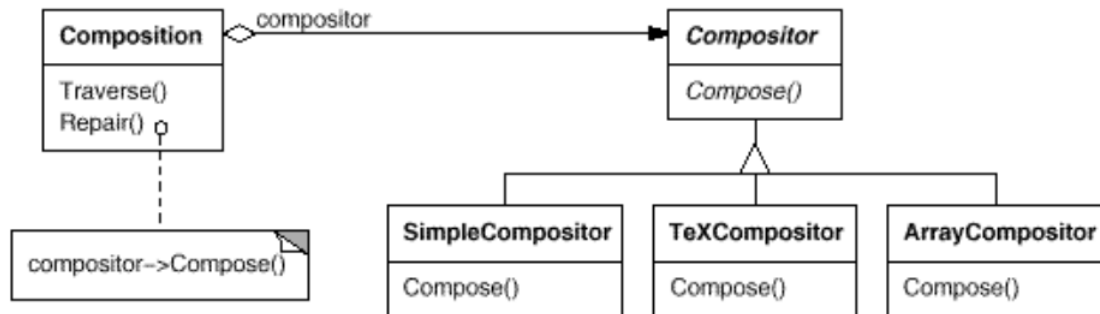 Composition
compositor
Compositor
Traverse()
Repair()
Compose()
compositor->Compose()
SimpleCompositor
TeXCompositor
ArrayCompositor
Compose()
Compose()
Compose()